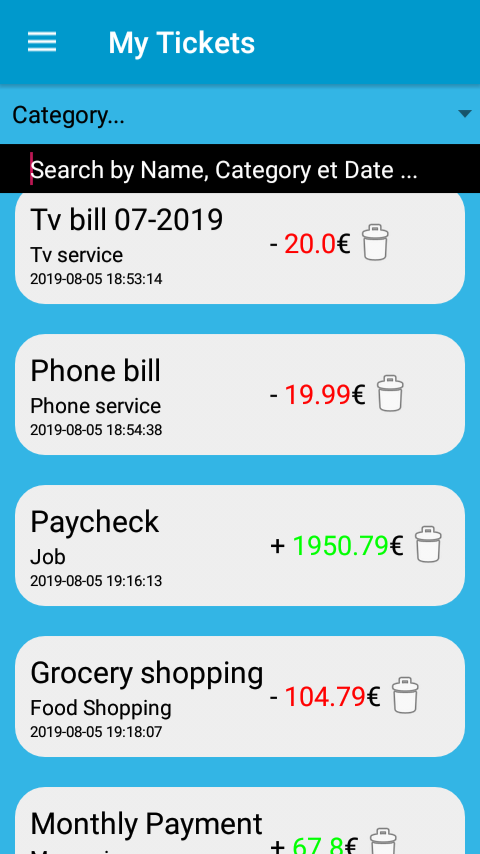 My Tickets
Category...
Search by Name, Category et Date ...
Tv bill 07-2019
Tv service
2019-08-05 18:53:14
- 20.0€
Phone bill
Phone service
2019-08-05 18:54:38
- 19.99€
Paycheck
Job
2019-08-05 19:16:13
+ 1950.79€
Grocery shopping
Food Shopping
2019-08-05 19:18:07
- 104.79€
Monthly Payment
+ 67.8€